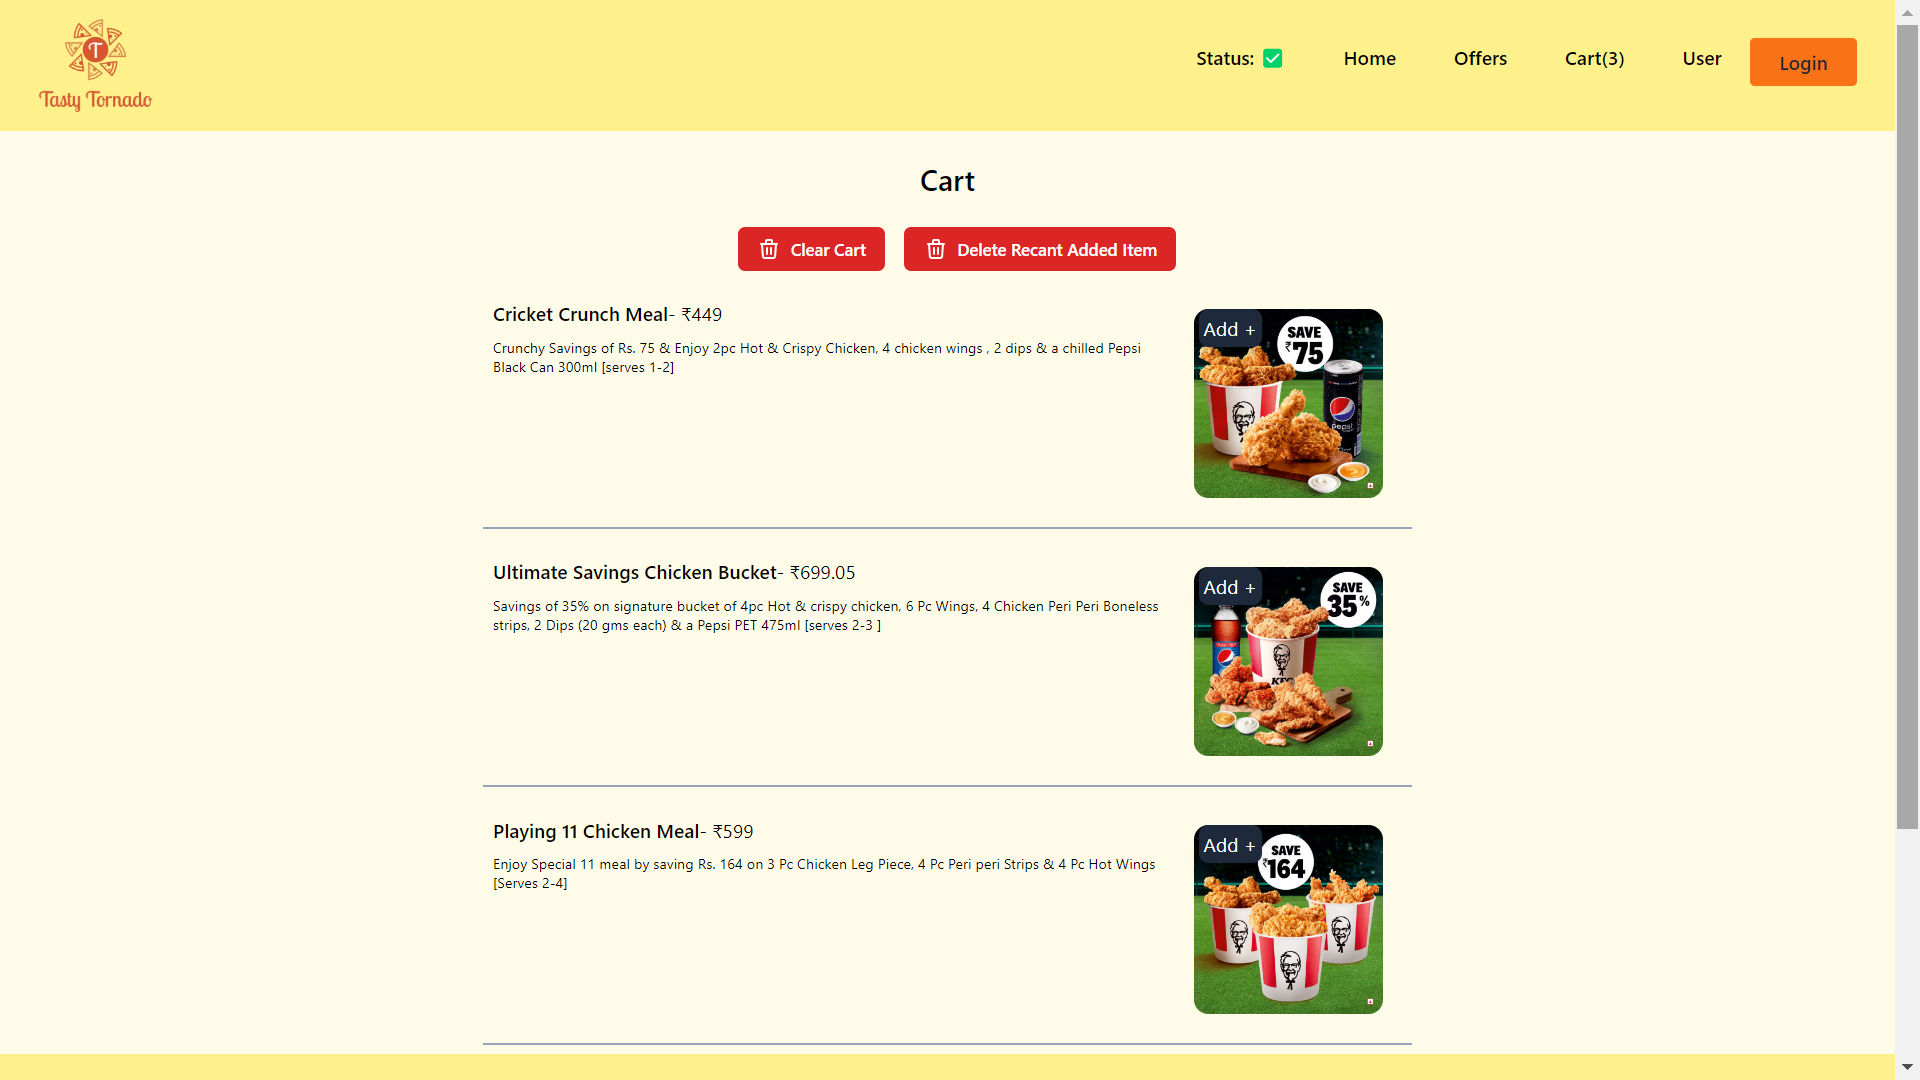 T
Tasty Tornado
Status: ✅
Home
Offers
Cart(3)
User
Login
Cart
Clear Cart
Delete Recant Added Item
Cricket Crunch Meal- ₹449
Crunchy Savings of Rs. 75 & Enjoy 2pc Hot & Crispy Chicken, 4 chicken wings , 2 dips & a chilled Pepsi
Black Can 300ml [serves 1-2]
Add +
SAVE
₹75
pepsi
Ultimate Savings Chicken Bucket- ₹699.05
Savings of 35% on signature bucket of 4pc Hot & crispy chicken, 6 Pc Wings, 4 Chicken Peri Peri Boneless
strips, 2 Dips (20 gms each) & a Pepsi PET 475ml [serves 2-3 ]
Add +
SAVE
35%
KFC
Playing 11 Chicken Meal- ₹599
Enjoy Special 11 meal by saving Rs. 164 on 3 Pc Chicken Leg Piece, 4 Pc Peri peri Strips & 4 Pc Hot Wings
[Serves 2-4]
Add +
SAVE
₹164